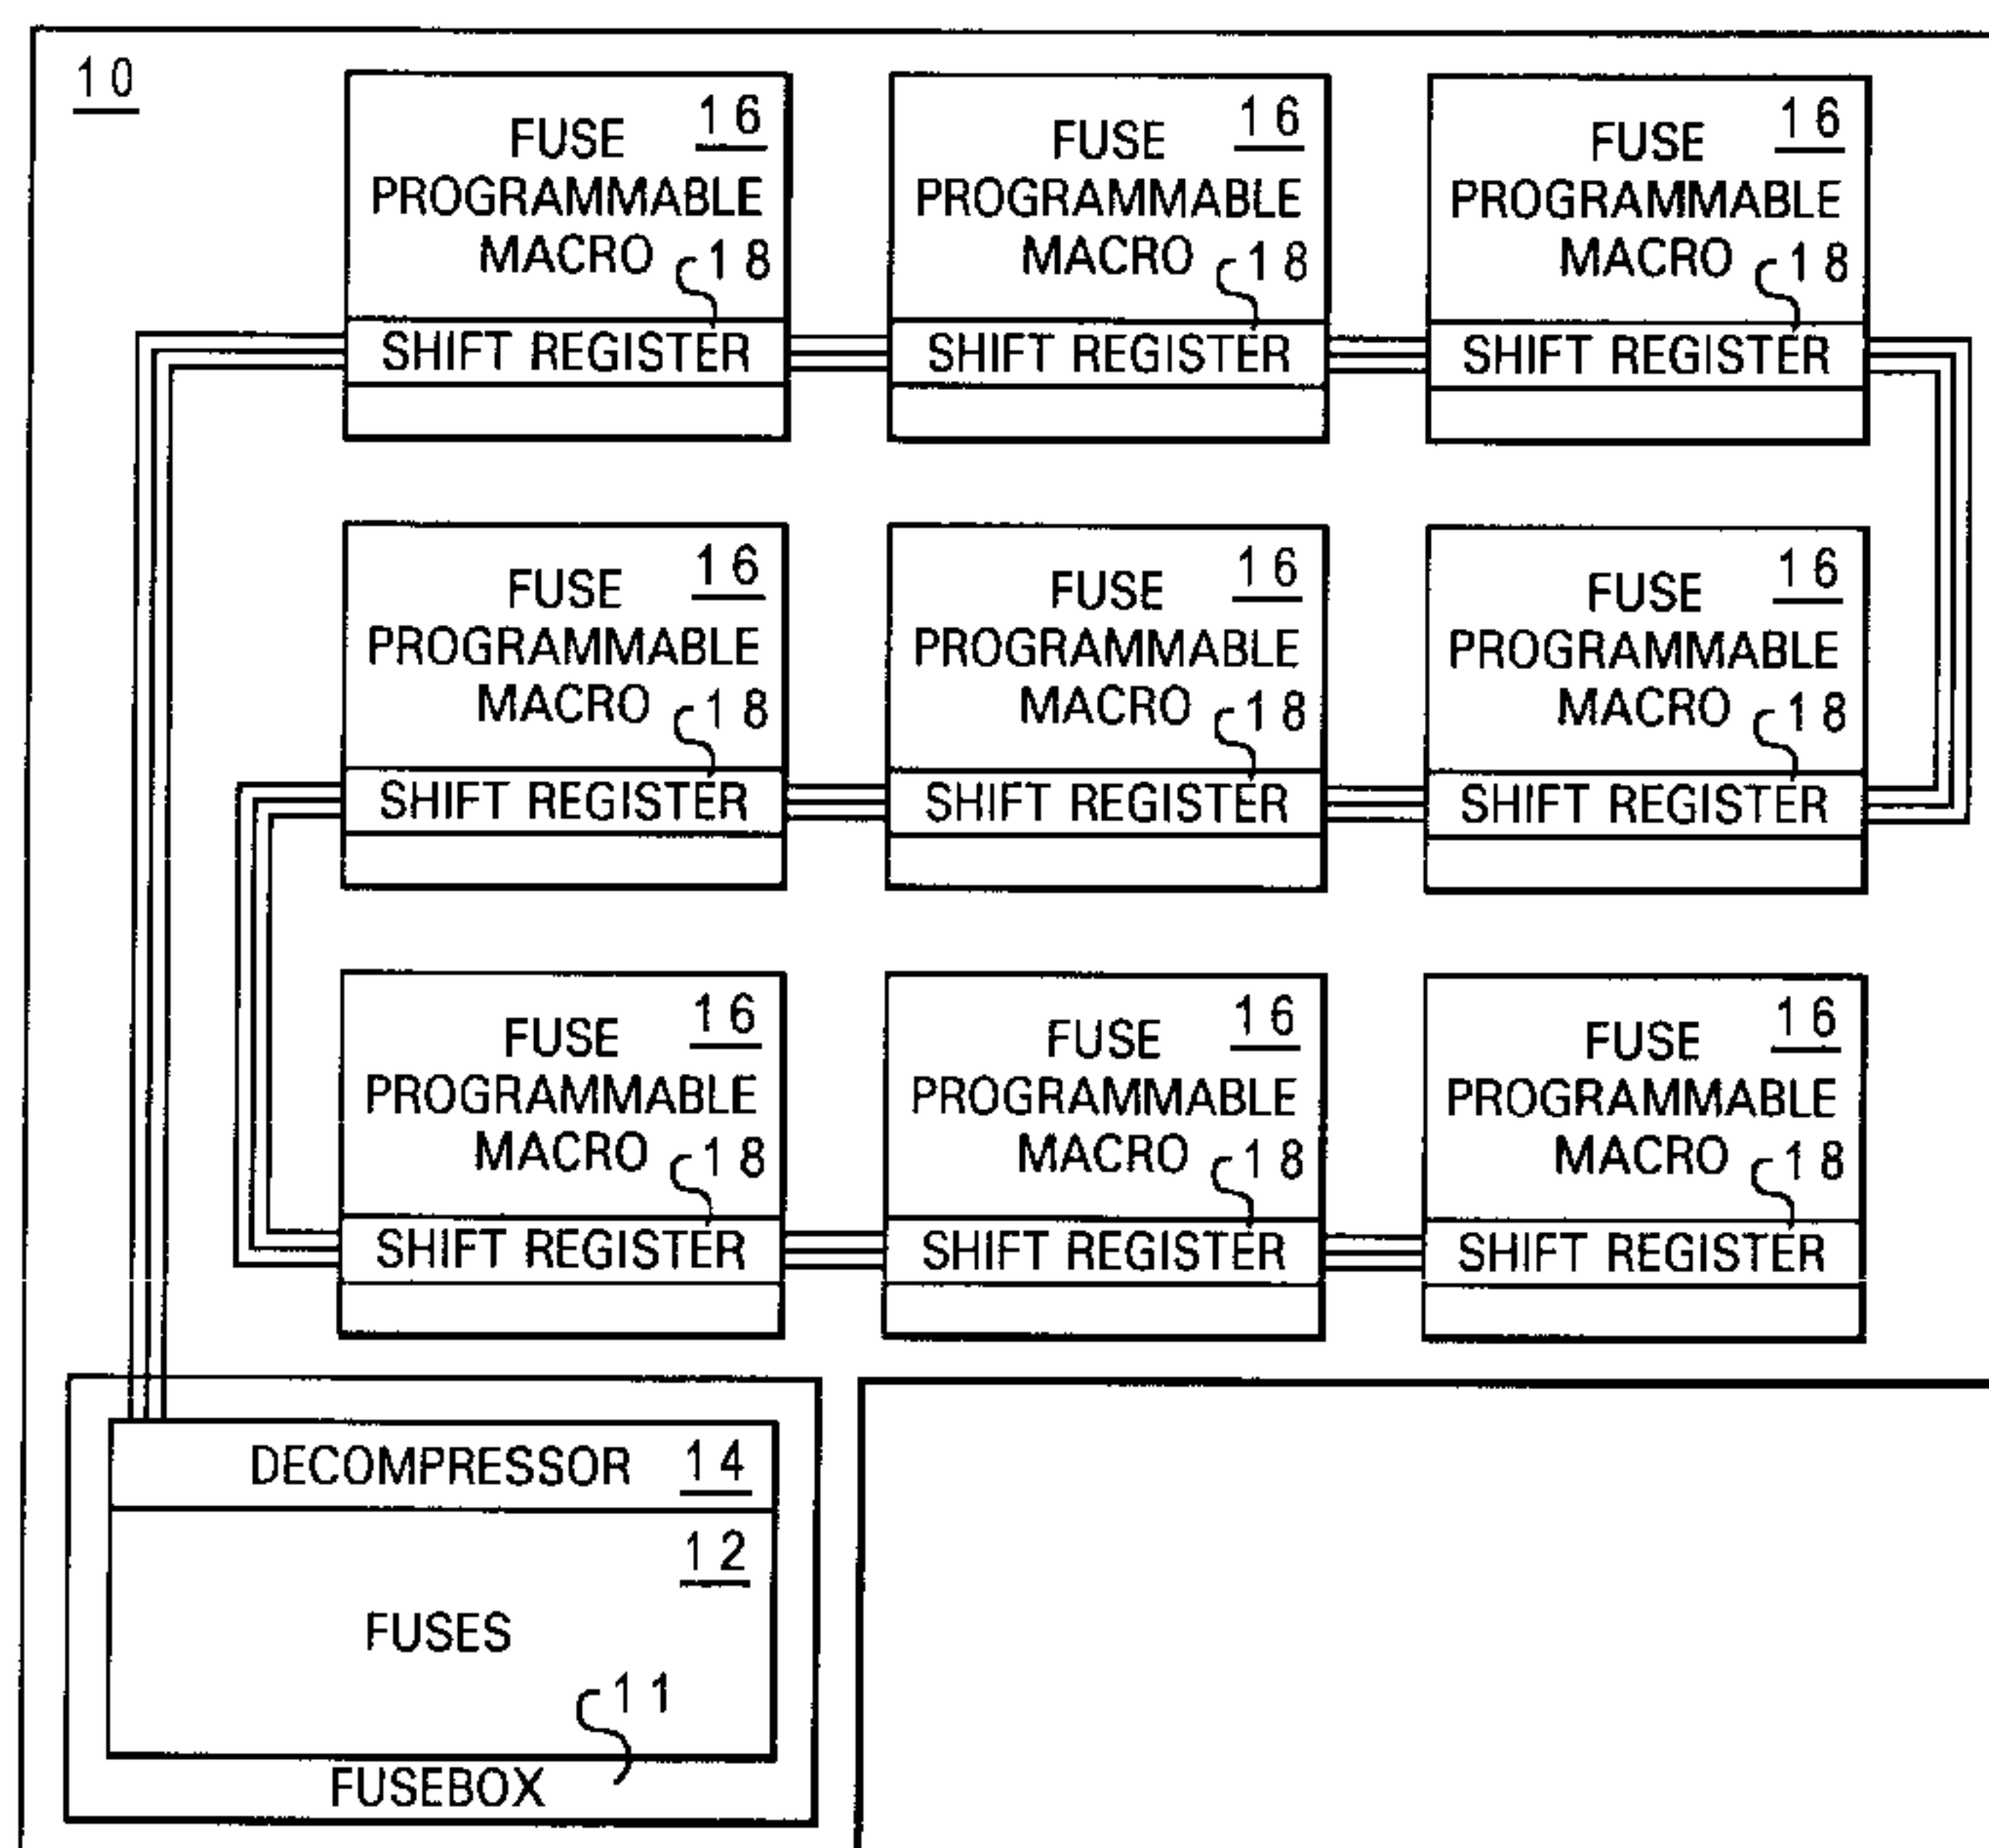 10
16
FUSE
PROGRAMMABLE
MACRO 18
SHIFT REGISTER
16
FUSE
PROGRAMMABLE
MACRO 18
SHIFT REGISTER
16
FUSE
PROGRAMMABLE
MACRO 18
SHIFT REGISTER
16
FUSE
PROGRAMMABLE
MACRO 18
SHIFT REGISTER
16
FUSE
PROGRAMMABLE
MACRO 18
SHIFT REGISTER
16
FUSE
PROGRAMMABLE
MACRO 18
SHIFT REGISTER
16
FUSE
PROGRAMMABLE
MACRO 18
SHIFT REGISTER
16
FUSE
PROGRAMMABLE
MACRO 18
SHIFT REGISTER
16
FUSE
PROGRAMMABLE
MACRO 18
SHIFT REGISTER
DECOMPRESSOR 14
12
FUSES
11
FUSEBOX